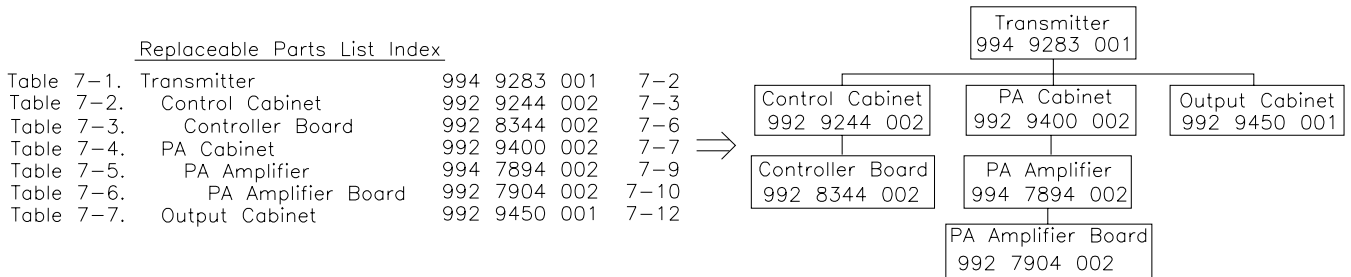 Replaceable Parts List Index
Table 7-1. Transmitter 994 9283 001 7-2
Table 7-2. Control Cabinet 992 9244 002 7-3
Table 7-3. Controller Board 992 8344 002 7-6
Table 7-4. PA Cabinet 992 9400 002 7-7
Table 7-5. PA Amplifier 994 7894 002 7-9
Table 7-6. PA Amplifier Board 992 7904 002 7-10
Table 7-7. Output Cabinet 992 9450 001 7-12
Transmitter
994 9283 001
Control Cabinet
992 9244 002
PA Cabinet
992 9400 002
Output Cabinet
992 9450 001
Controller Board
992 8344 002
PA Amplifier
994 7894 002
PA Amplifier Board
992 7904 002